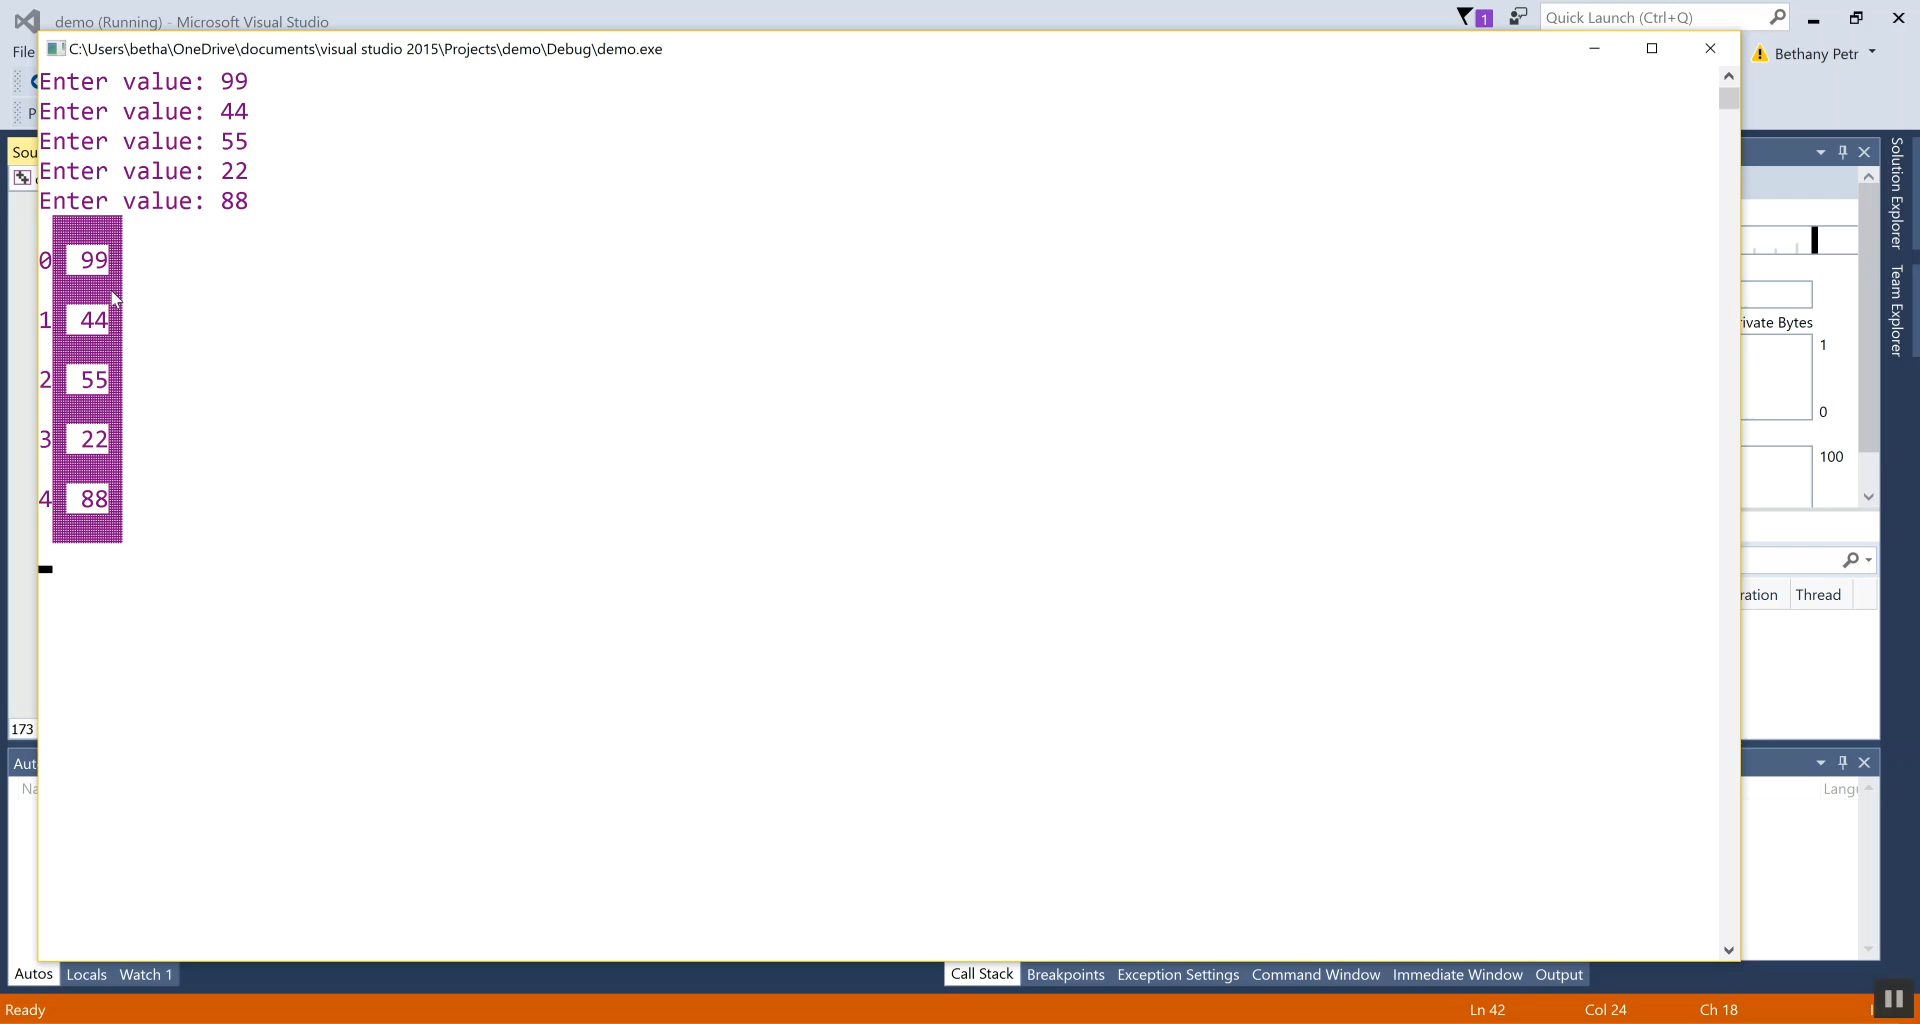 demo (Running) - Microsoft Visual Studio
1
Quick Launch (Ctrl+Q)
File
C:\Users\betha\OneDrive\documents\visual studio 2015\Projects\demo\Debug\demo.exe
Bethany Petr
Enter value: 99
Enter value: 44
Enter value: 55
Enter value: 22
Enter value: 88
0 99
1 44
2 55
3 22
4 88
Solution Explorer
Team Explorer
1
0
100
Thread
173
Autos
Locals
Watch 1
Call Stack
Breakpoints
Exception Settings
Command Window
Immediate Window
Output
Ready
Ln 42
Col 24
Ch 18